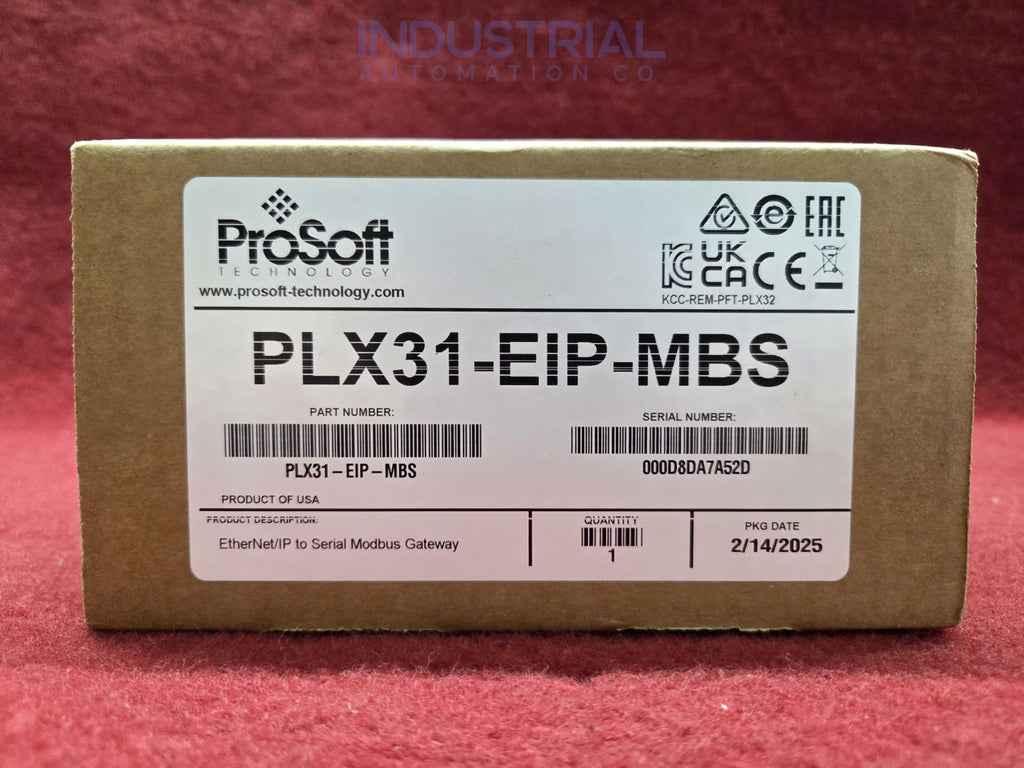 INDUSTRIAL
AUTOMATION CO.
ProSoft
TECHNOLOGY
www.prosoft-technology.com
EAC
UK
CA CE
KCC-REM-PFT-PLX32
PLX31-EIP-MBS
PART NUMBER:
PLX31-EIP-MBS
SERIAL NUMBER:
000D8DA7A52D
PRODUCT OF USA
PRODUCT DESCRIPTION:
EtherNet/IP to Serial Modbus Gateway
QUANTITY
1
PKG DATE
2/14/2025